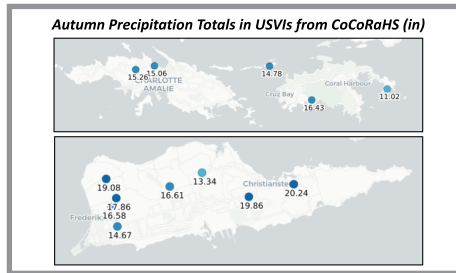 Autumn Precipitation Totals in USVIs from CoCoRaHS (in)
15.26 15.06
CHARLOTTE
AMALIE
14.78
Cruz Bay
Coral Harbour
16.43
11.02
19.08
17.86
Frederik
16.58
14.67
16.61
13.34
Christianste
19.86
20.24